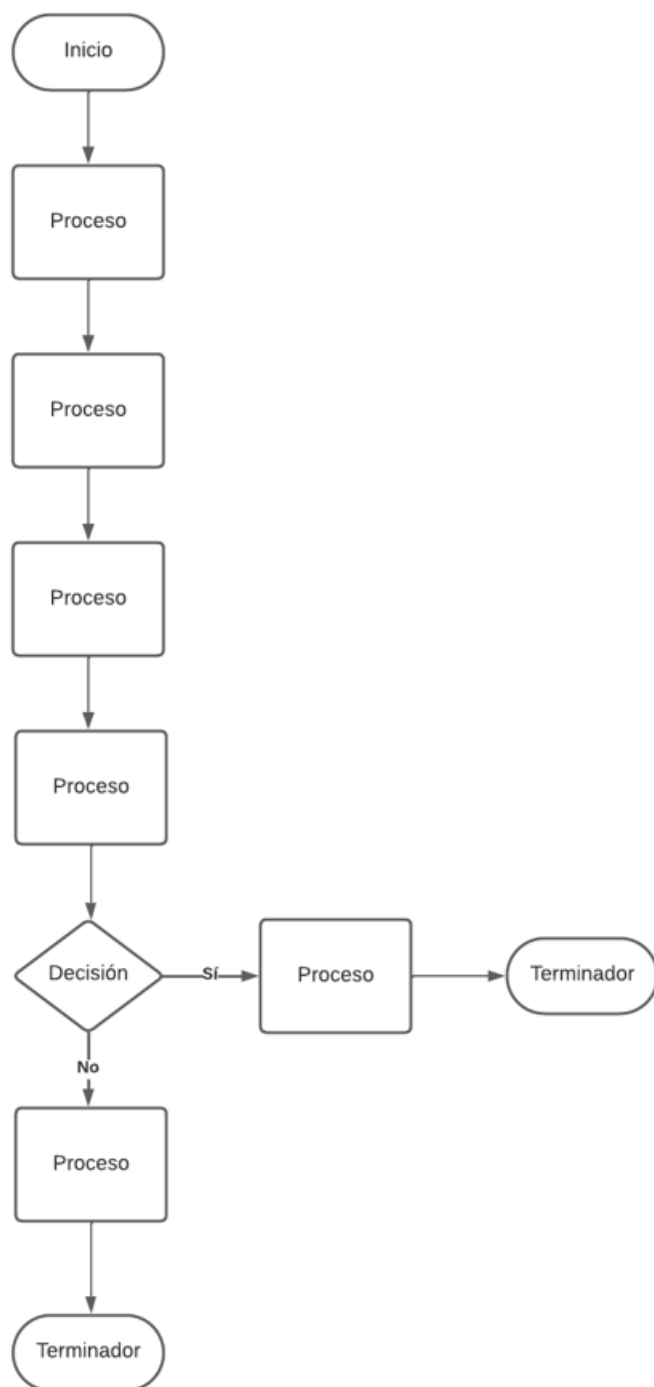 Inicio
Proceso
Proceso
Proceso
Proceso
Decisión
Sí
Proceso
Terminador
No
Proceso
Terminador